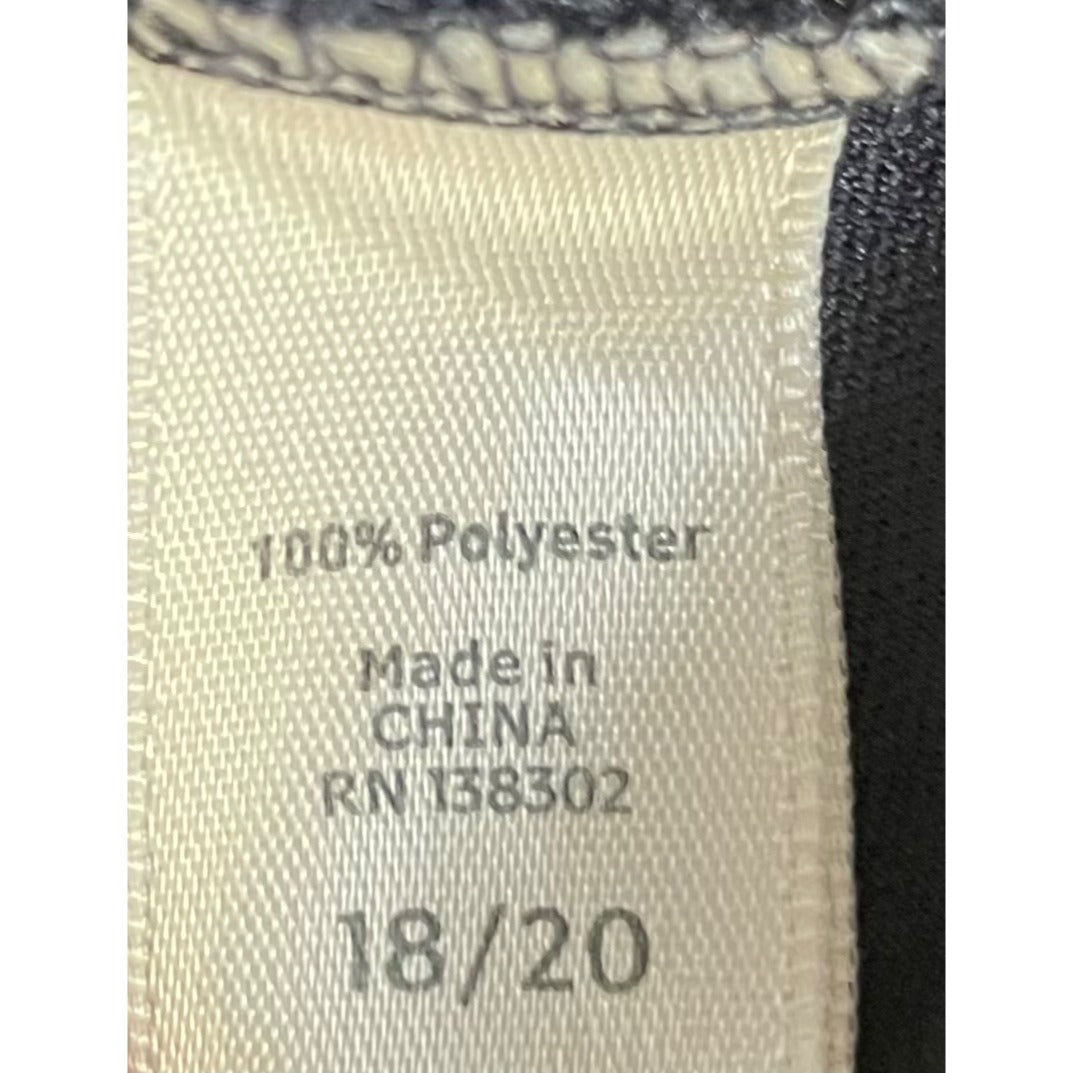 100% Polyester
Made in
CHINA
RN 138302
18/20